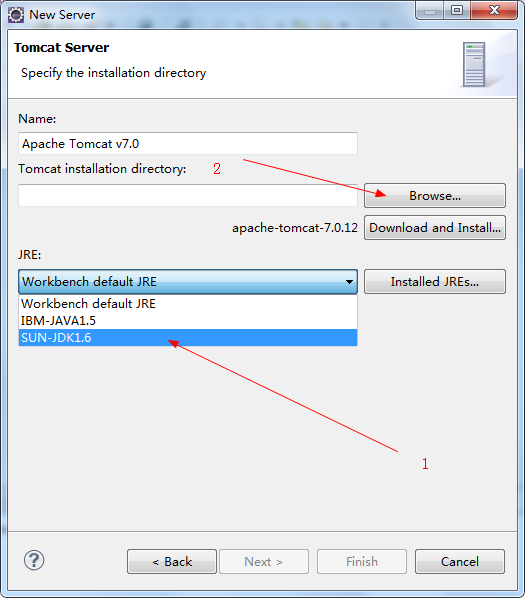 New Server
Tomcat Server
Specify the installation directory
Name:
Apache Tomcat v7.0
Tomcat installation directory:
2
Browse...
apache-tomcat-7.0.12
Download and Install...
JRE:
Workbench default JRE
Installed JREs...
Workbench default JRE
IBM-JAVA1.5
SUN-JDK1.6
1
?
< Back
Next >
Finish
Cancel